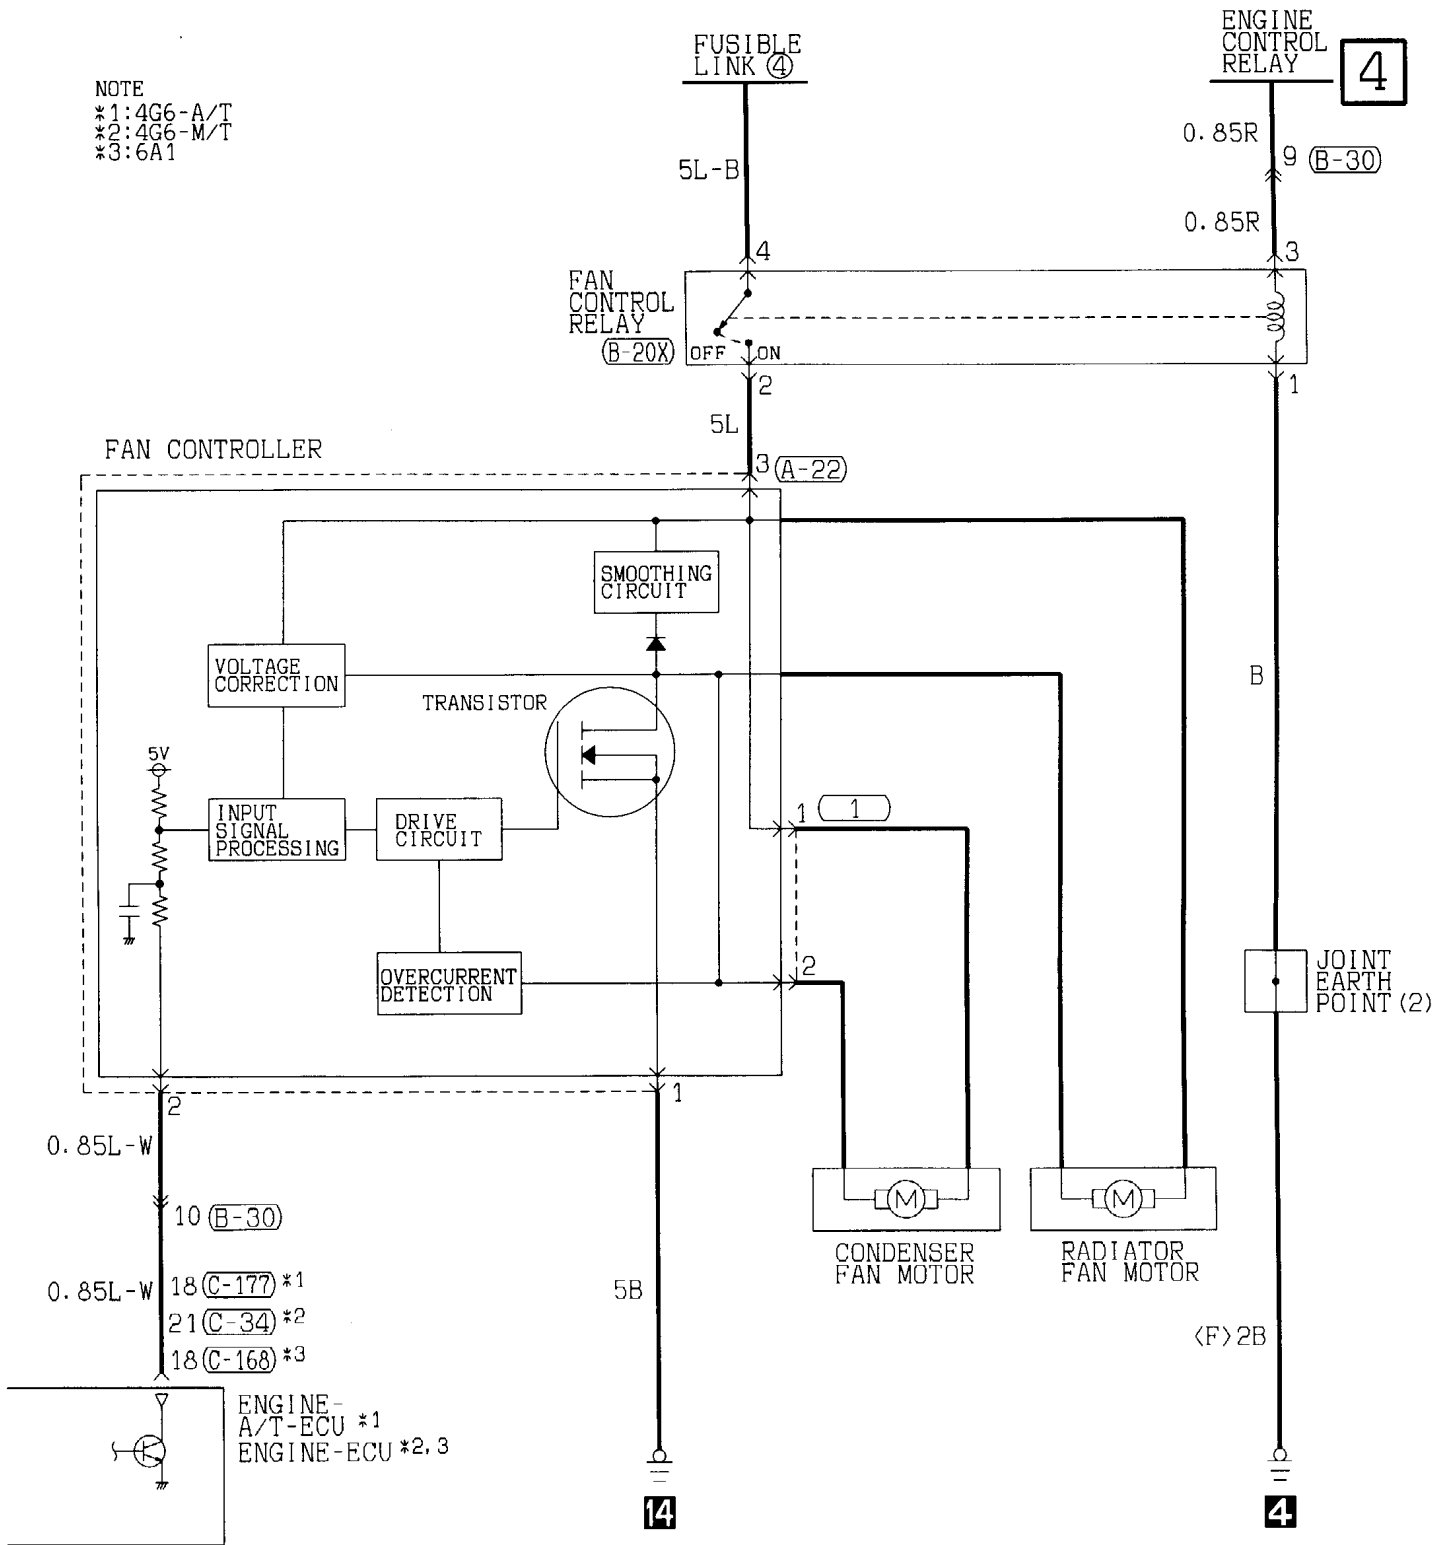 ENGINE
CONTROL
RELAY
4
FUSIBLE
LINK ④
NOTE
*1:4G6-A/T
*2:4G6-M/T
*3:6A1
0.85R
9 (B-30)
5L-B
0.85R
4
3
FAN
CONTROL
RELAY
(B-20X)
OFF
ON
2
1
5L
FAN CONTROLLER
3 (A-22)
SMOOTHING
CIRCUIT
VOLTAGE
CORRECTION
B
TRANSISTOR
5V
INPUT
SIGNAL
PROCESSING
DRIVE
CIRCUIT
1 ( 1 )
OVERCURRENT
DETECTION
2
JOINT
EARTH
POINT (2)
2
1
0.85L-W
10 (B-30)
M
M
CONDENSER
FAN MOTOR
RADIATOR
FAN MOTOR
0.85L-W
18 (C-177) *1
21 (C-34) *2
18 (C-168) *3
5B
<F>2B
ENGINE-
A/T-ECU *1
ENGINE-ECU *2,3
14
4